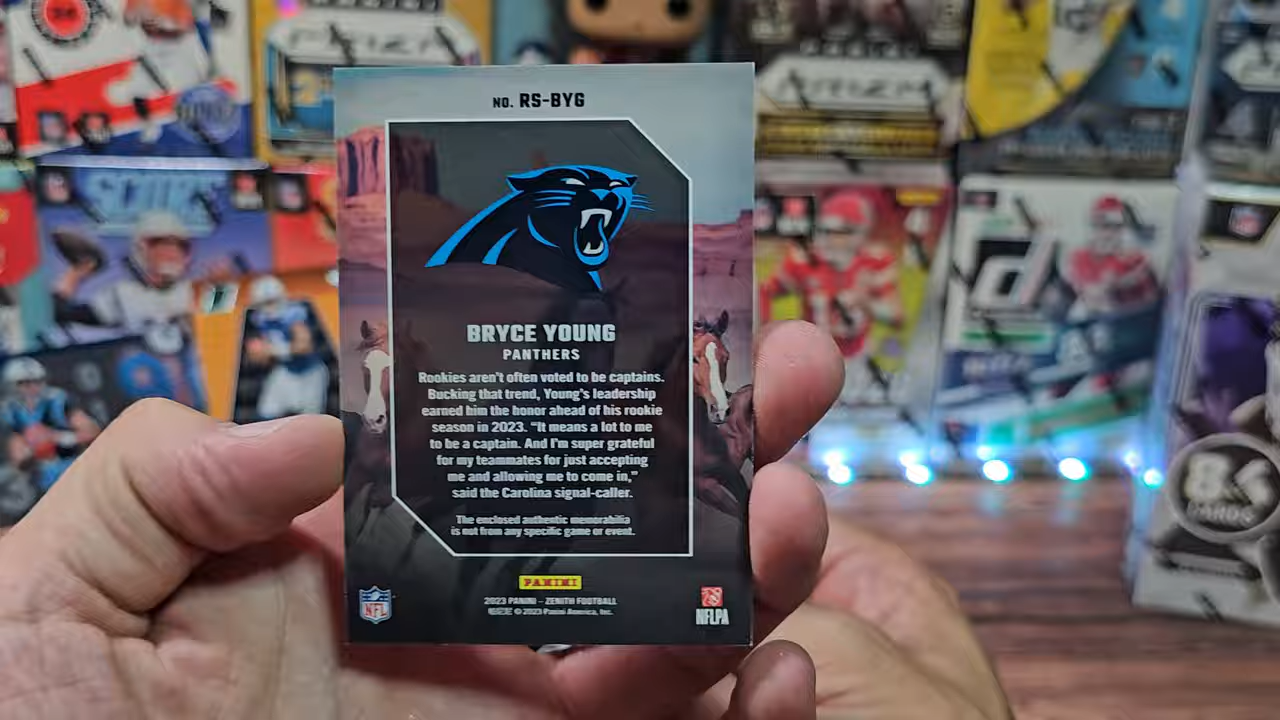 NO. RS-BYG
BRYCE YOUNG
PANTHERS
Rookies aren't often voted to be captains.
Bucking that trend, Young's leadership
earned him the honor ahead of his rookie
season in 2023. "It means a lot to me
to be a captain. And I'm super grateful
for my teammates for just accepting
me and allowing me to come in,"
said the Carolina signal-caller.
The enclosed authentic memorabilia
is not from any specific game or event.
PANINI
2023 PANINI – ZENITH FOOTBALL
© 2023 Panini America, Inc.
NFL
NFLPA
PRIZM
PRIZM
SCORE
d
CARDS